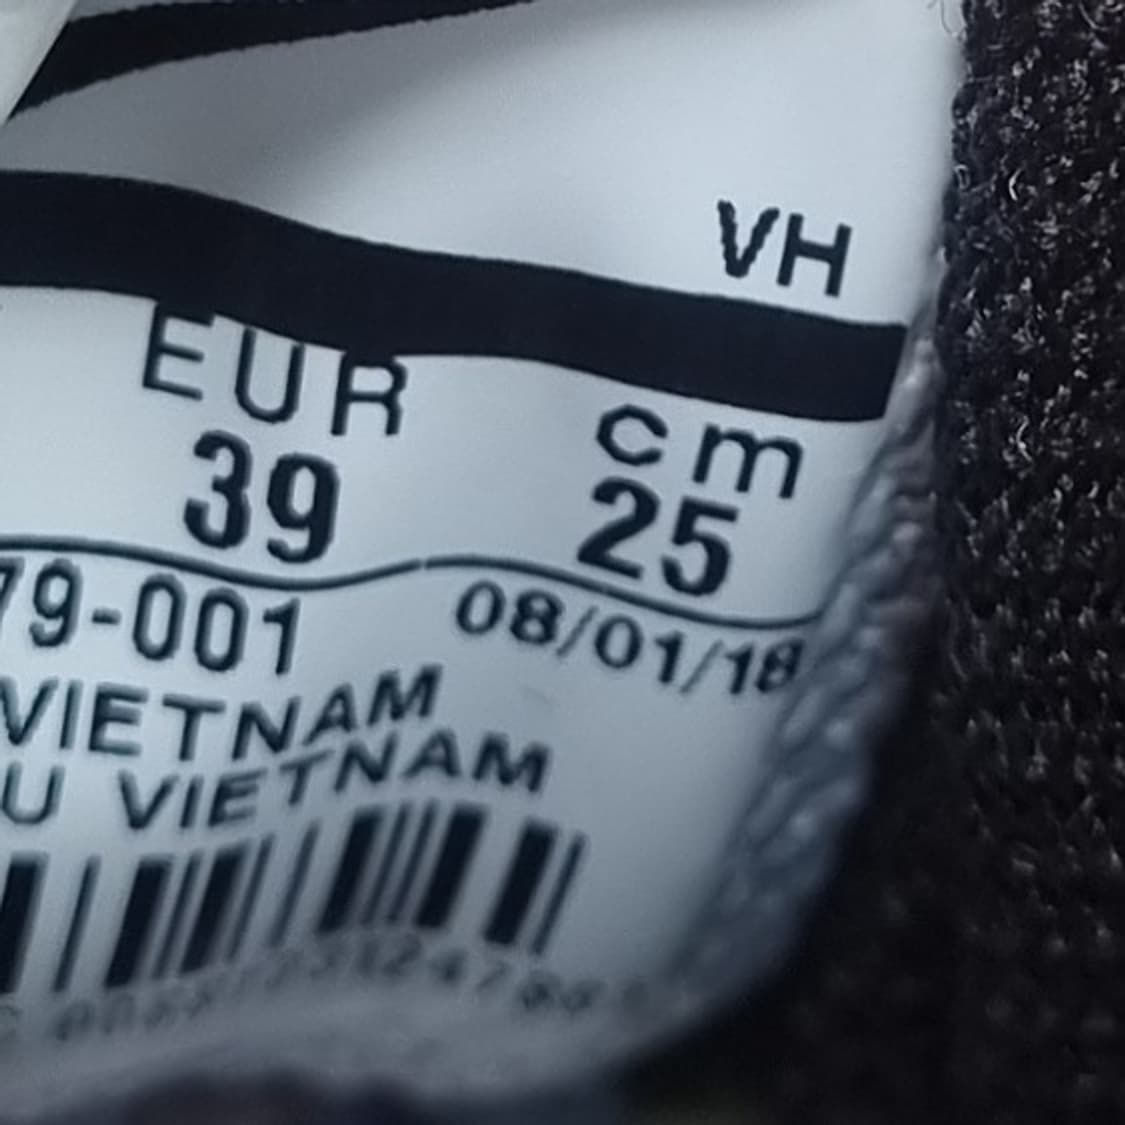 VH
EUR cm
39 25
79-001 08/01/18
VIETNAM
U VIETNAM